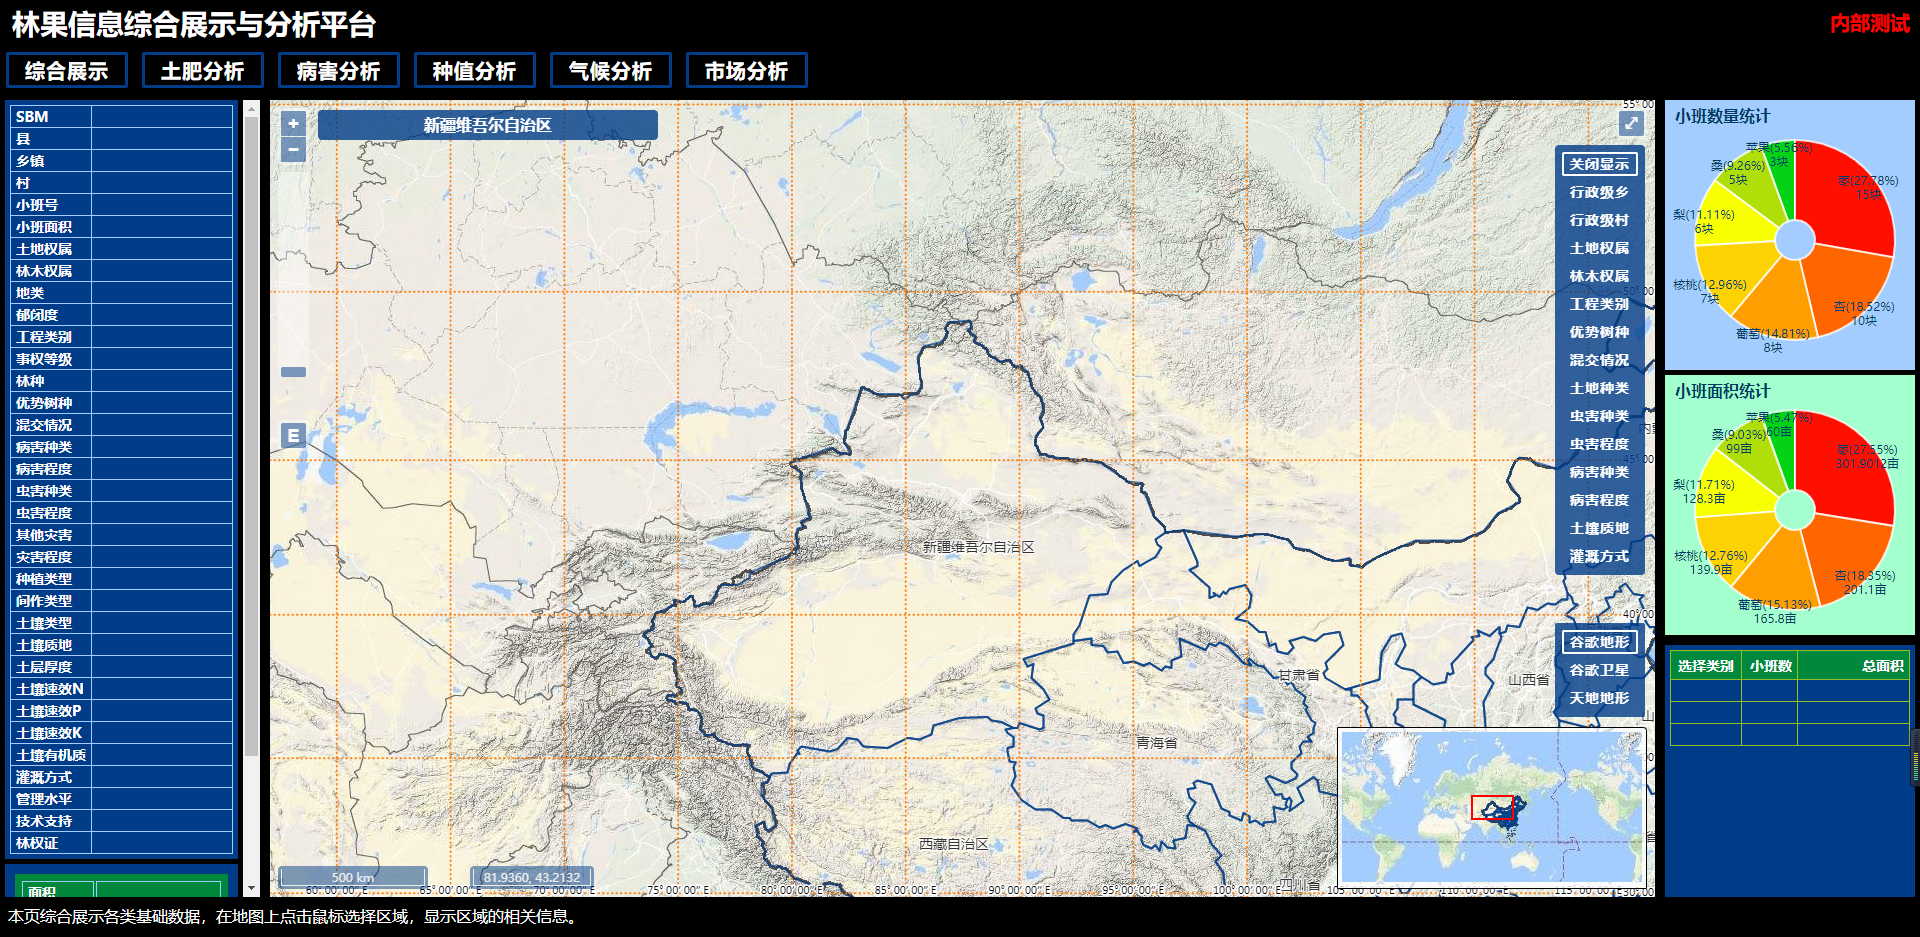 林果信息综合展示与分析平台
内部测试
综合展示
土肥分析
病害分析
种值分析
气候分析
市场分析
SBM
县
乡镇
村
小班号
小班面积
土地权属
林木权属
地类
郁闭度
工程类别
事权等级
林种
优势树种
混交情况
病害种类
病害程度
虫害种类
虫害程度
其他灾害
灾害程度
种植类型
间作类型
土壤类型
土壤质地
土层厚度
土壤速效N
土壤速效P
土壤速效K
土壤有机质
灌溉方式
管理水平
技术支持
林权证
面积
+
−
新疆维吾尔自治区
E
新疆维吾尔自治区
甘肃省
山西省
青海省
西藏自治区
四川省
500 km
81.9360, 43.2132
60° 00' 00" E
65° 00' 00" E
70° 00' 00" E
75° 00' 00" E
80° 00' 00" E
85° 00' 00" E
90° 00' 00" E
95° 00' 00" E
100° 00' 00" E
105° 00' 00" E
110° 00' 00" E
115° 00' 00" E
关闭显示
行政级乡
行政级村
土地权属
林木权属
工程类别
优势树种
混交情况
土地种类
虫害种类
虫害程度
病害种类
病害程度
土壤质地
灌溉方式
谷歌地形
谷歌卫星
天地地形
小班数量统计
苹果(5.56%)
3块
桑(9.26%)
5块
梨(11.11%)
6块
核桃(12.96%)
7块
葡萄(14.81%)
8块
杏(18.52%)
10块
枣(27.78%)
15块
小班面积统计
苹果(5.47%)
60亩
桑(9.03%)
99亩
梨(11.71%)
128.3亩
核桃(12.76%)
139.9亩
葡萄(15.13%)
165.8亩
杏(18.35%)
201.1亩
枣(27.55%)
301.9012亩
选择类别
小班数
总面积
本页综合展示各类基础数据，在地图上点击鼠标选择区域，显示区域的相关信息。